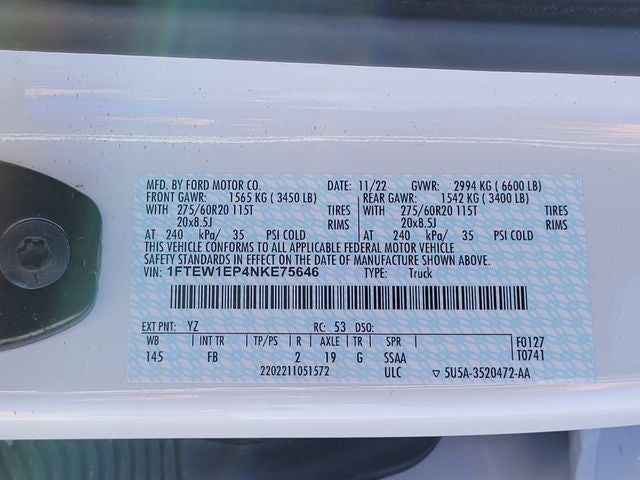 MFD. BY FORD MOTOR CO. DATE: 11/22 GVWR: 2994 KG ( 6600 LB)
FRONT GAWR: 1565 KG ( 3450 LB) REAR GAWR: 1542 KG ( 3400 LB)
WITH 275/60R20 115T TIRES WITH 275/60R20 115T TIRES
20x8.5J RIMS 20x8.5J RIMS
AT 240 kPa/ 35 PSI COLD AT 240 kPa/ 35 PSI COLD
THIS VEHICLE CONFORMS TO ALL APPLICABLE FEDERAL MOTOR VEHICLE
SAFETY STANDARDS IN EFFECT ON THE DATE OF MANUFACTURE SHOWN ABOVE.
VIN: 1FTEW1EP4NKE75646 TYPE: Truck
EXT PNT: YZ RC: 53 DSO:
WB INT TR TP/PS R AXLE TR SPR F0127
145 FB 2 19 G SSAA T0741
2202211051572 ULC ▽ 5U5A-3520472-AA